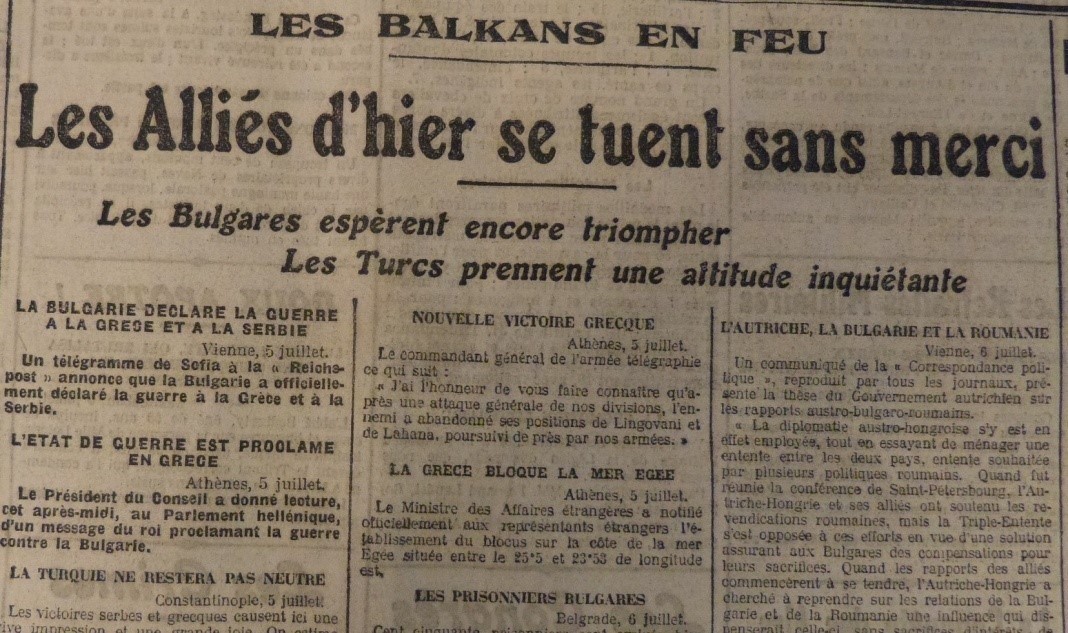 LES BALKANS EN FEU
Les Alliés d'hier se tuent sans merci
Les Bulgares espèrent encore triompher
Les Turcs prennent une attitude inquiétante
LA BULGARIE DECLARE LA GUERRE
A LA GRECE ET A LA SERBIE
Vienne, 5 juillet.
Un télégramme de Sofia à la « Reichs-
post » annonce que la Bulgarie a officielle-
ment déclaré la guerre à la Grèce et à la
Serbie.
L'ETAT DE GUERRE EST PROCLAME
EN GRECE
Athènes, 5 juillet.
Le Président du Conseil a donné lecture,
cet après-midi, au Parlement hellénique,
d'un message du roi proclamant la guerre
contre la Bulgarie.
LA TURQUIE NE RESTERA PAS NEUTRE
Constantinople, 5 juillet.
Les victoires serbes et grecques causent ici une
vive impression et une grande joie. On estime
NOUVELLE VICTOIRE GRECQUE
Athènes, 5 juillet.
Le commandant général de l'armée télégraphie
ce qui suit :
« J'ai l'honneur de vous faire connaître qu'a-
près une attaque générale de nos divisions, l'en-
nemi a abandonné ses positions de Lingovani et
de Lahana, poursuivi de près par nos armées. »
LA GRECE BLOQUE LA MER EGEE
Athènes, 5 juillet.
Le Ministre des Affaires étrangères a notifié
officiellement aux représentants étrangers l'é-
tablissement du blocus sur la côte de la mer
Egée située entre le 25°5 et 23°53 de longitude
est.
LES PRISONNIERS BULGARES
Belgrade, 6 juillet.
Cent cinquante
L'AUTRICHE, LA BULGARIE ET LA ROUMANIE
Vienne, 6 juillet.
Un communiqué de la « Correspondance poli-
tique », reproduit par tous les journaux, pré-
sente la thèse du Gouvernement autrichien sur
les rapports austro-bulgaro-roumains.
« La diplomatie austro-hongroise s'y est en
effet employée, tout en essayant de ménager une
entente entre les deux pays, entente souhaitée
par plusieurs politiques roumains. Quand fut
réunie la conférence de Saint-Pétersbourg, l'Au-
triche-Hongrie et ses alliés ont soutenu les re-
vendications roumaines, mais la Triple-Entente
s'est opposée à ces efforts en vue d'une solution
assurant aux Bulgares des compensations pour
leurs sacrifices. Quand les rapports des alliés
commencèrent à se tendre, l'Autriche-Hongrie a
cherché à reprendre sur les relations de la Bul-
garie et de la Roumanie une influence qui dis-
penserait celle-ci, sans sacrifices